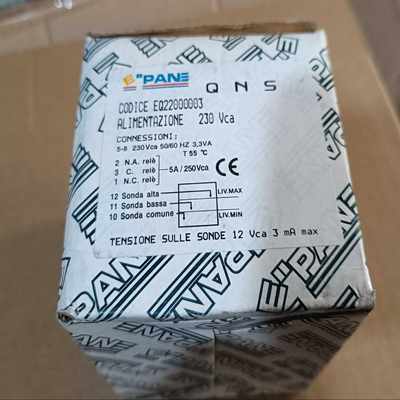 E"PANE Q N S
CODICE EQ22000003
ALIMENTAZIONE 230 Vca
CONNESSIONI:
5-6 230Vca 50/60 HZ 3,3VA
T 55 °C
2 N.A. relè
3 C. relè 5A/250Vca CE
1 N.C. relè
12 Sonda alta LIV.MAX
11 Sonda bassa
10 Sonda comune LIV.MIN
TENSIONE SULLE SONDE 12 Vca 3 mA max